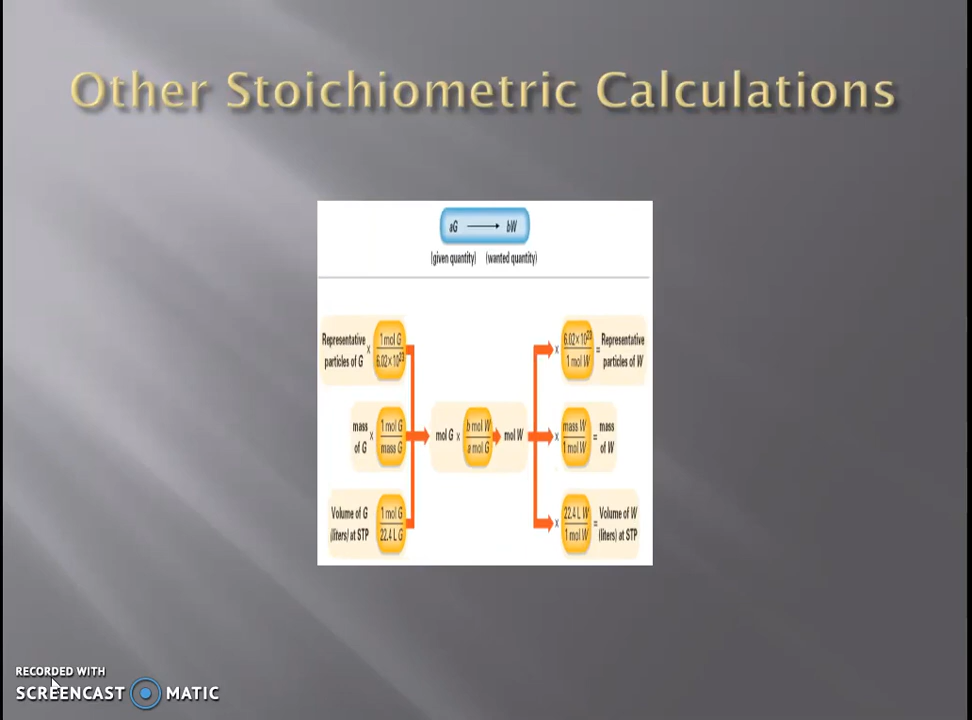 Other Stoichiometric Calculations
aG → bW
(given quantity) (wanted quantity)
Representative particles of G × 1 mol G / 6.02×10²³
mass of G × 1 mol G / mass G
Volume of G (liters) at STP 1 mol G / 22.4 L G
mol G × b mol W / a mol G mol W
× 6.02×10²³ / 1 mol W = Representative particles of W
× mass W / 1 mol W = mass of W
× 22.4 L W / 1 mol W = Volume of W (liters) at STP
RECORDED WITH
SCREENCAST MATIC